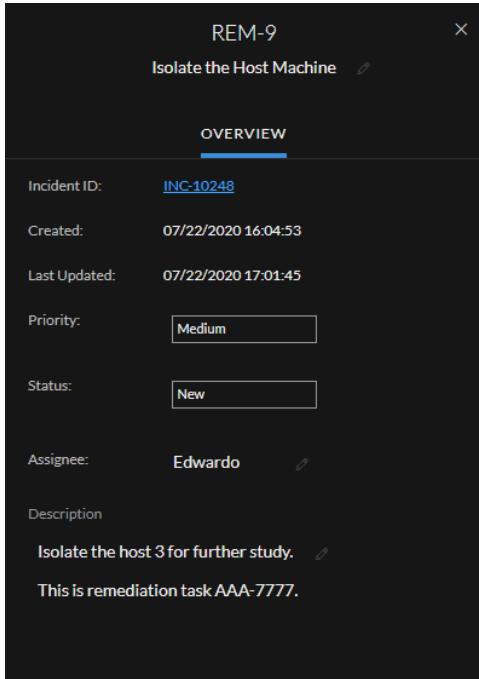 REM-9
Isolate the Host Machine
OVERVIEW
Incident ID: INC-10248
Created: 07/22/2020 16:04:53
Last Updated: 07/22/2020 17:01:45
Priority: Medium
Status: New
Assignee: Edwardo
Description
Isolate the host 3 for further study.
This is remediation task AAA-7777.